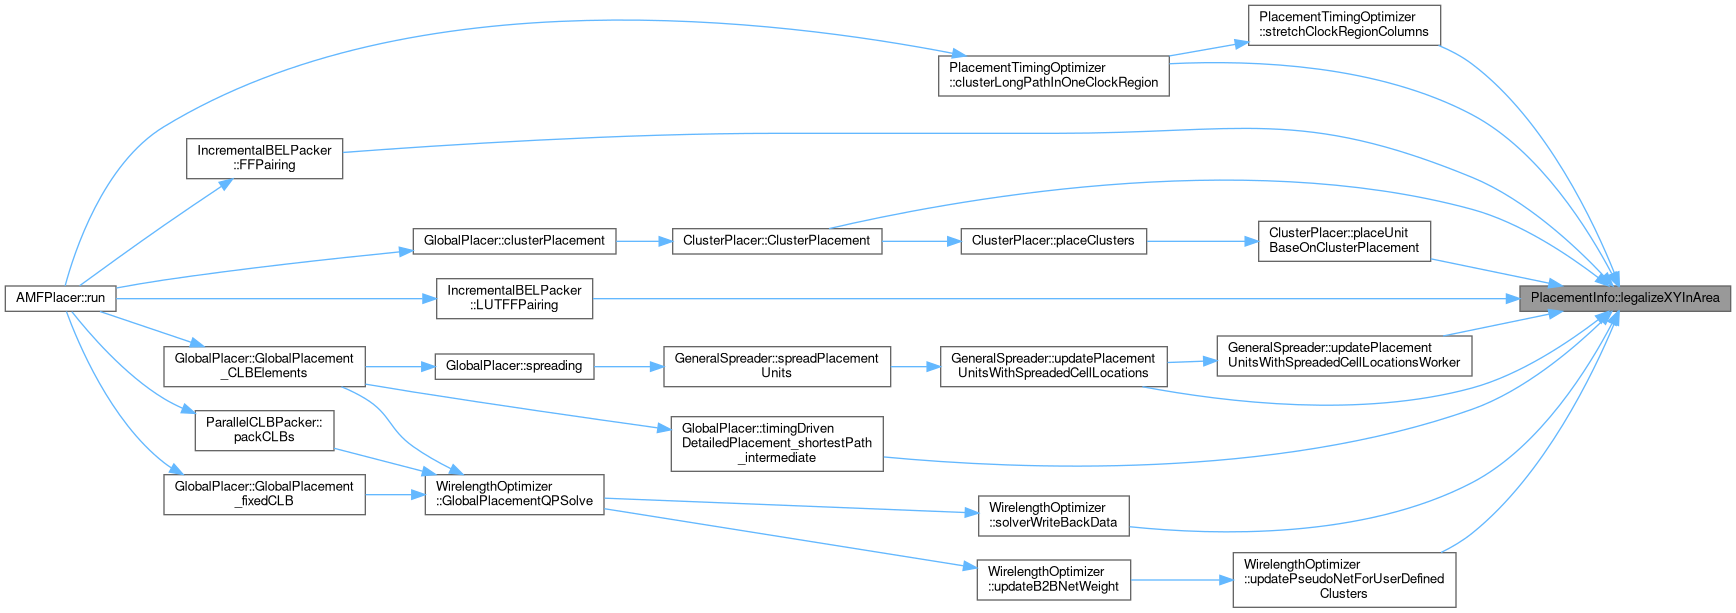 PlacementTimingOptimizer
::stretchClockRegionColumns
PlacementTimingOptimizer
::clusterLongPathInOneClockRegion
IncrementalBELPacker
::FFPairing
GlobalPlacer::clusterPlacement
ClusterPlacer::ClusterPlacement
ClusterPlacer::placeClusters
ClusterPlacer::placeUnit
BaseOnClusterPlacement
AMFPlacer::run
IncrementalBELPacker
::LUTFFPairing
PlacementInfo::legalizeXYInArea
GlobalPlacer::GlobalPlacement
_CLBElements
GlobalPlacer::spreading
GeneralSpreader::spreadPlacement
Units
GeneralSpreader::updatePlacement
UnitsWithSpreadedCellLocations
GeneralSpreader::updatePlacement
UnitsWithSpreadedCellLocationsWorker
ParallelCLBPacker::
packCLBs
GlobalPlacer::timingDriven
DetailedPlacement_shortestPath
_intermediate
GlobalPlacer::GlobalPlacement
_fixedCLB
WirelengthOptimizer
::GlobalPlacementQPSolve
WirelengthOptimizer
::solverWriteBackData
WirelengthOptimizer
::updateB2BNetWeight
WirelengthOptimizer
::updatePseudoNetForUserDefined
Clusters